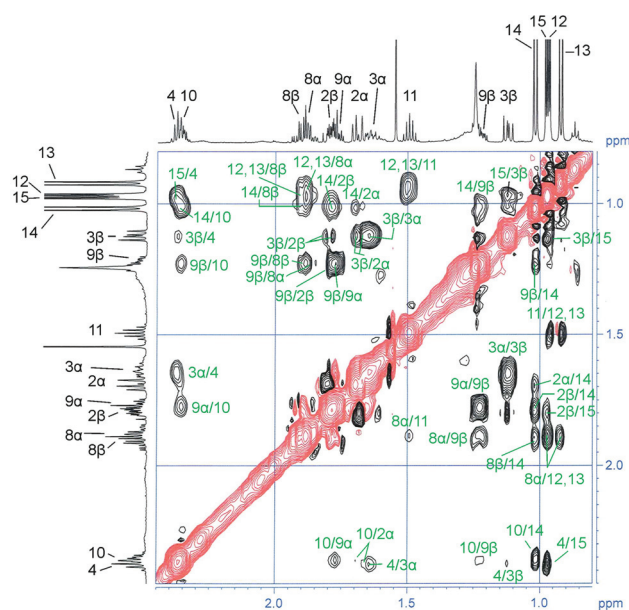 15 12
14
13
4 10
8β 8α 2β 9α 2α 3α
11
9β 3β
ppm
ppm
13
12
15
14
3β
9β
11
3α
2α
9α
2β
8α
8β
10
4
15/4
14/10
3β/4
9β/10
12,13/8β
12,13/8α
14/8β
14/2β
14/2α
12,13/11
14/9β
15/3β
3β/2β
3β/3α
3β/2α
3β/15
9β/8β
9β/8α
9β/2β
9β/9α
9β/14
11/12,13
3α/4
9α/10
3α/3β
9α/9β
2α/14
2β/14
2β/15
8α/11
8α/9β
8β/14
8α/12,13
10/9α
10/2α
4/3α
10/9β
4/3β
10/14
4/15
1.0
1.5
2.0
2.0 1.5 1.0 ppm